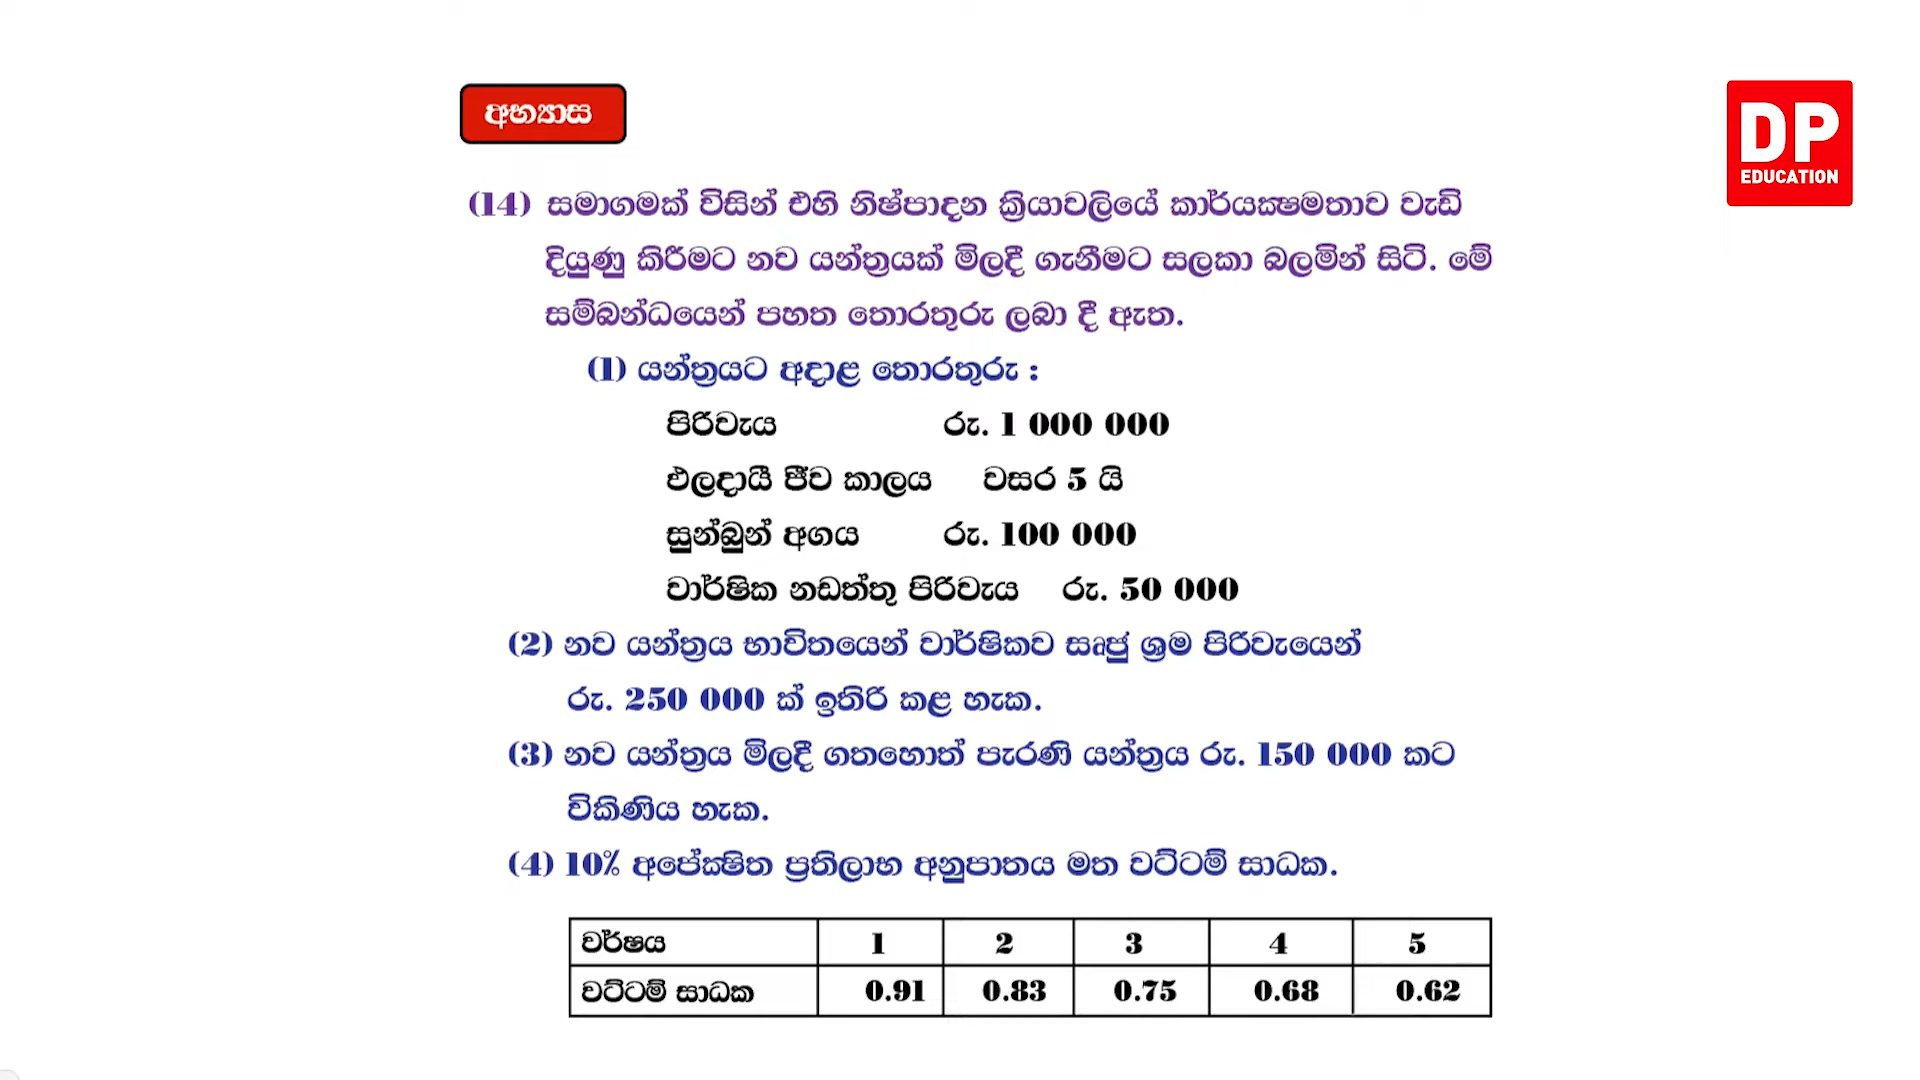 අභ්‍යාස
DP
EDUCATION
(14) සමාගමක් විසින් එහි නිෂ්පාදන ක්‍රියාවලියේ කාර්යක්ෂමතාව වැඩි
දියුණු කිරීමට නව යන්ත්‍රයක් මිලදී ගැනීමට සලකා බලමින් සිටි. මේ
සම්බන්ධයෙන් පහත තොරතුරු ලබා දී ඇත.
(1) යන්ත්‍රයට අදාළ තොරතුරු :
පිරිවැය රු. 1 000 000
ඵලදායී ජීව කාලය වසර 5 යි
සුන්බුන් අගය රු. 100 000
වාර්ෂික නඩත්තු පිරිවැය රු. 50 000
(2) නව යන්ත්‍රය භාවිතයෙන් වාර්ෂිකව සෘජු ශ්‍රම පිරිවැයෙන්
රු. 250 000 ක් ඉතිරි කළ හැක.
(3) නව යන්ත්‍රය මිලදී ගතහොත් පැරණි යන්ත්‍රය රු. 150 000 කට
විකිණිය හැක.
(4) 10% අපේක්ෂිත ප්‍රතිලාභ අනුපාතය මත වට්ටම් සාධක.
වර්ෂය 1 2 3 4 5
වට්ටම් සාධක 0.91 0.83 0.75 0.68 0.62